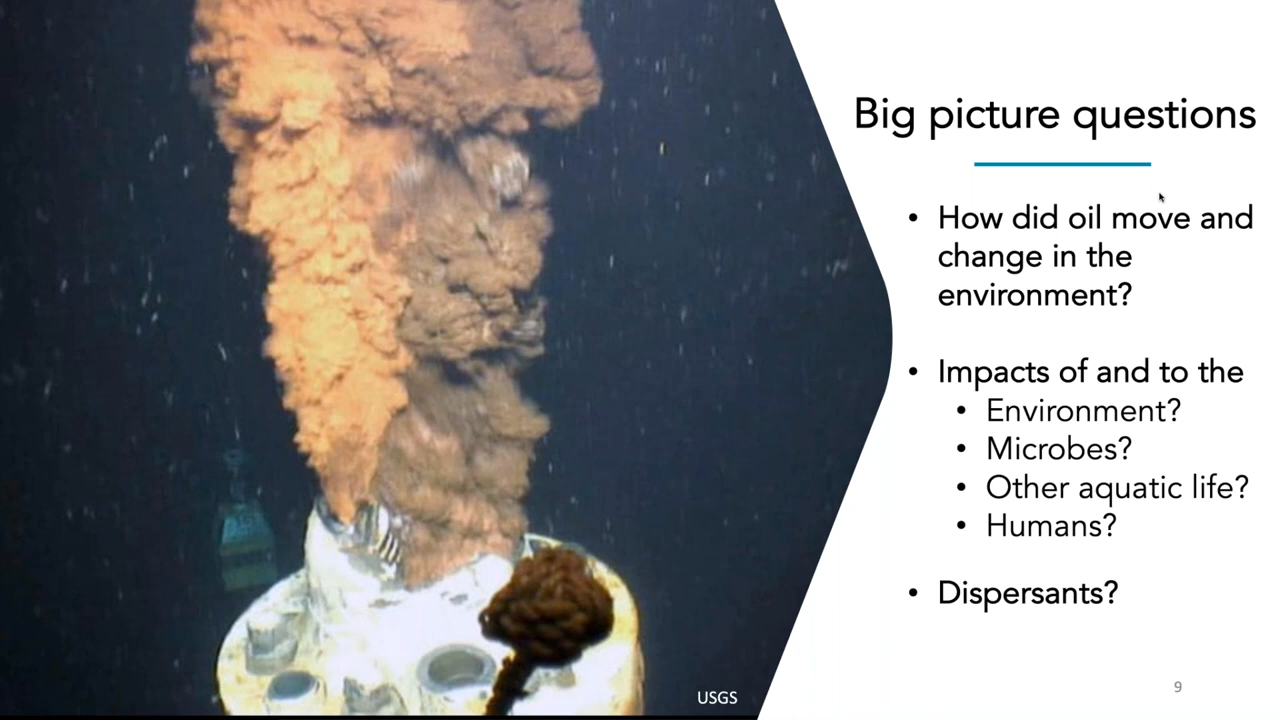 Big picture questions
• How did oil move and
change in the
environment?
• Impacts of and to the
• Environment?
• Microbes?
• Other aquatic life?
• Humans?
• Dispersants?
USGS
9